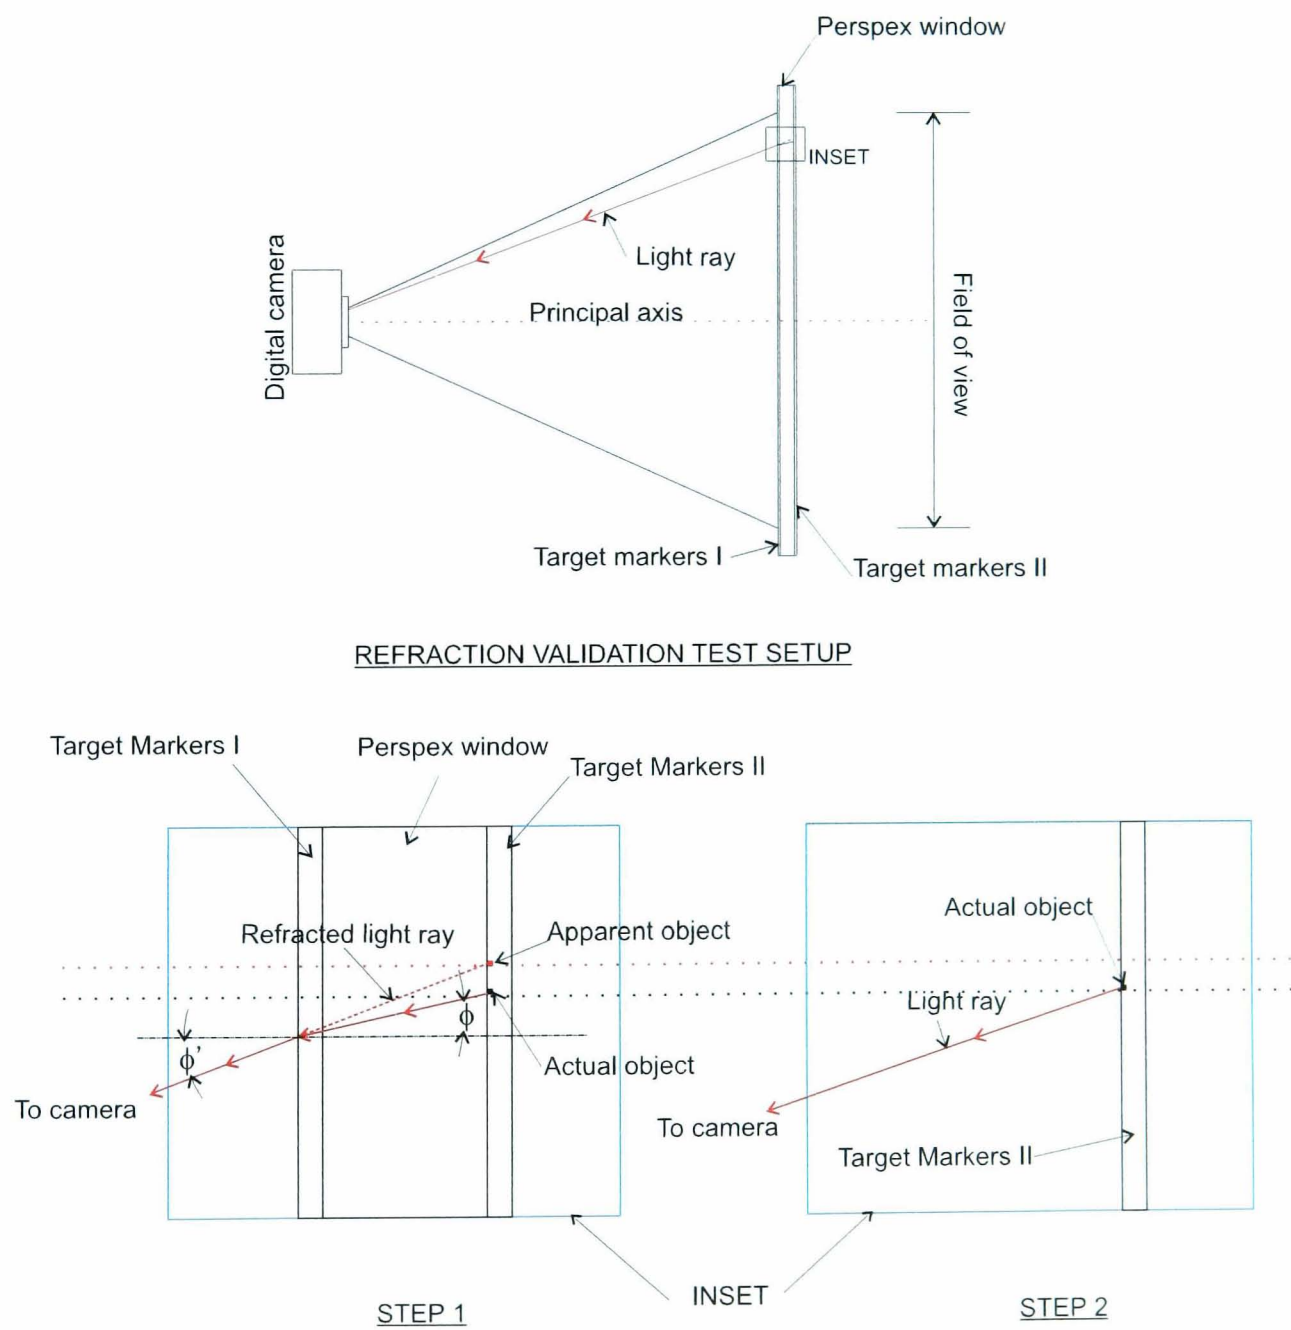 Perspex window
INSET
Light ray
Digital camera
Principal axis
Field of view
Target markers I
Target markers II
REFRACTION VALIDATION TEST SETUP
Target Markers I
Perspex window
Target Markers II
Refracted light ray
Apparent object
ϕ
ϕ’
Actual object
To camera
Actual object
Light ray
To camera
Target Markers II
INSET
STEP 1
STEP 2